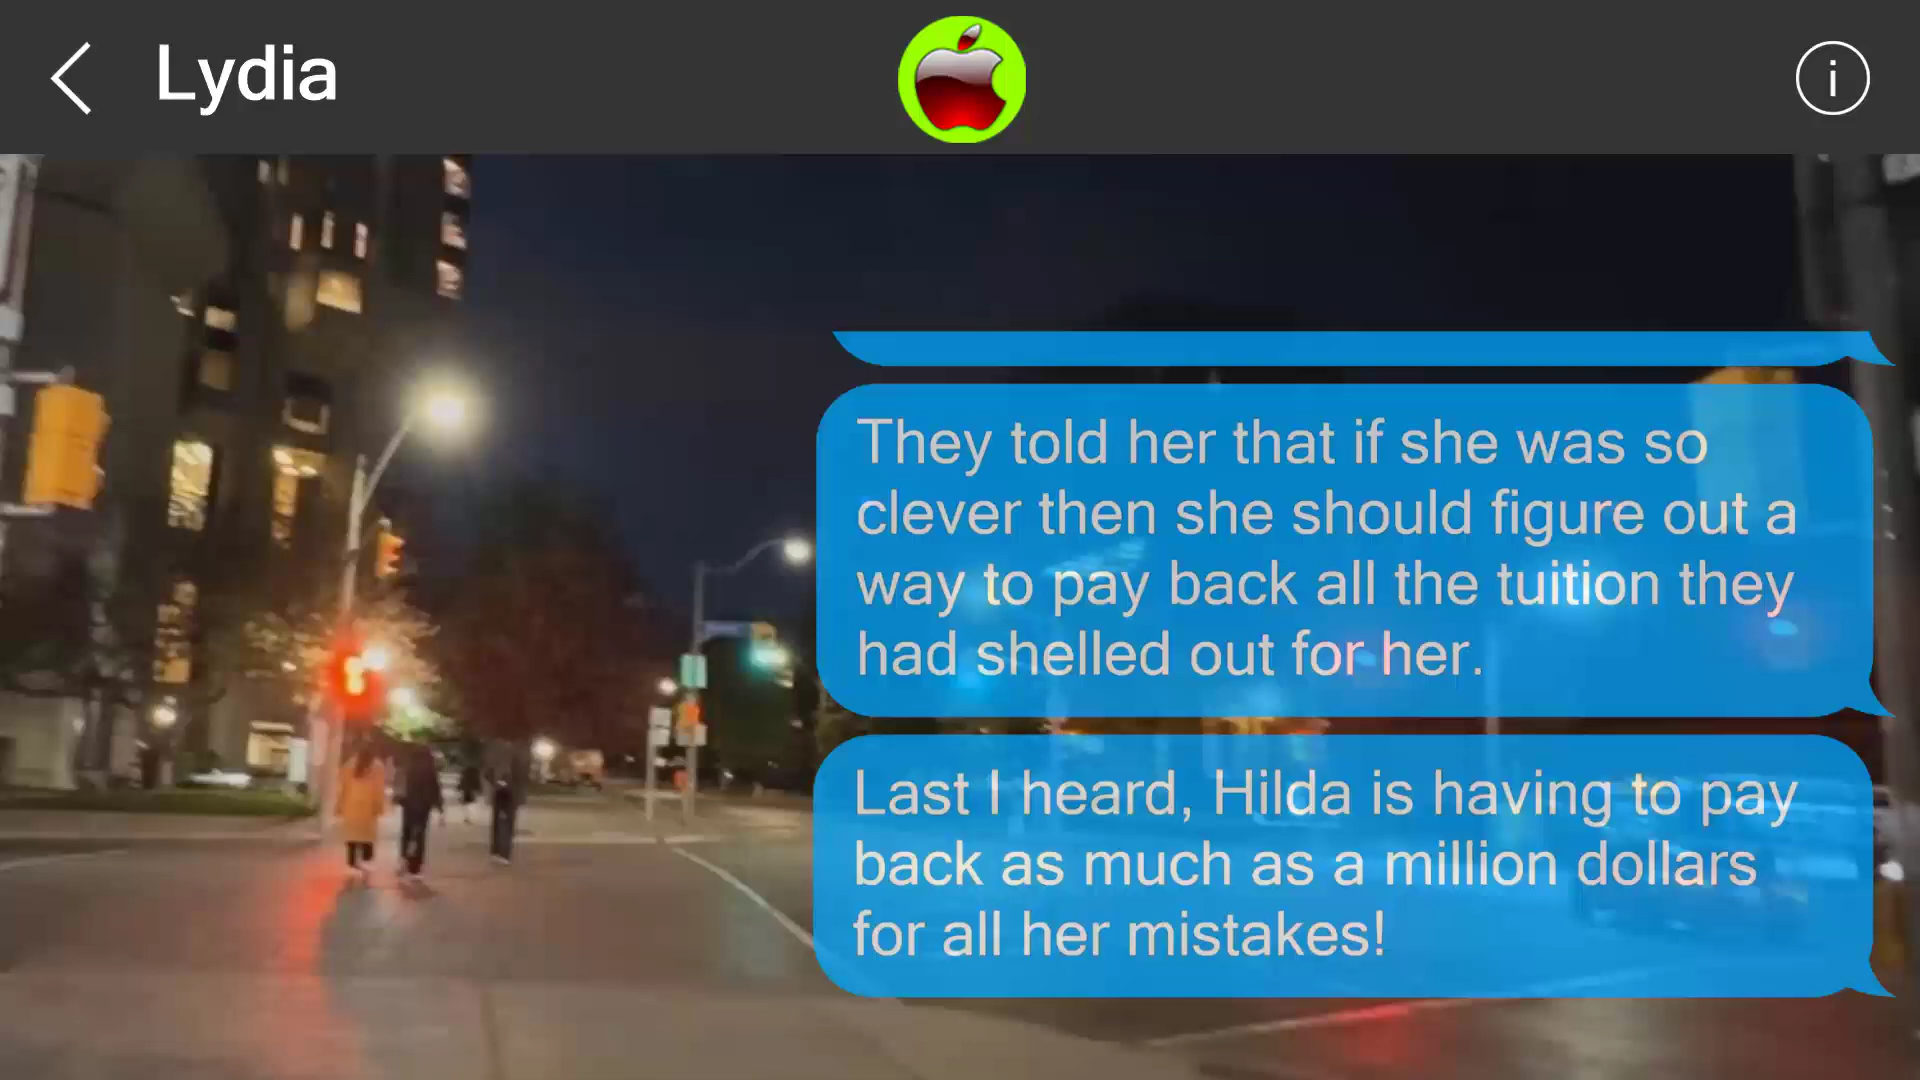 Lydia
They told her that if she was so
clever then she should figure out a
way to pay back all the tuition they
had shelled out for her.
Last I heard, Hilda is having to pay
back as much as a million dollars
for all her mistakes!